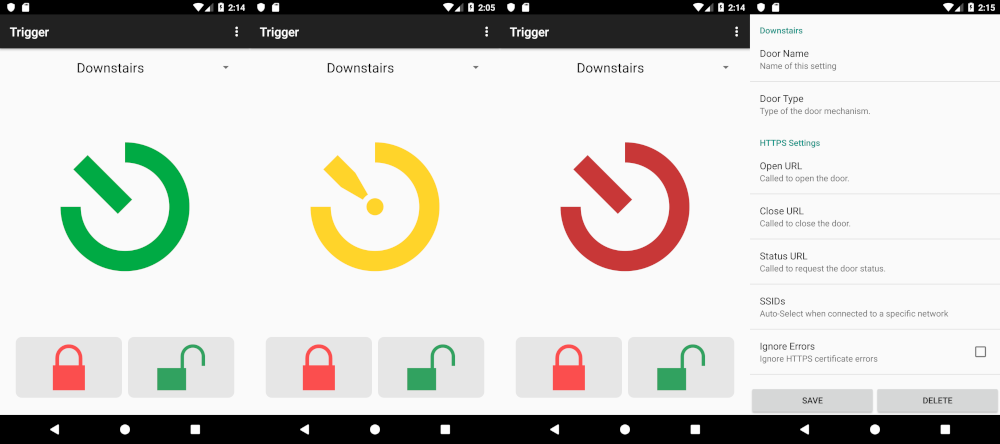 2:14
Trigger
Downstairs
2:05
Trigger
Downstairs
2:14
Trigger
Downstairs
2:15
Downstairs
Door Name
Name of this setting
Door Type
Type of the door mechanism.
HTTPS Settings
Open URL
Called to open the door.
Close URL
Called to close the door.
Status URL
Called to request the door status.
SSIDs
Auto-Select when connected to a specific network
Ignore Errors
Ignore HTTPS certificate errors
SAVE
DELETE